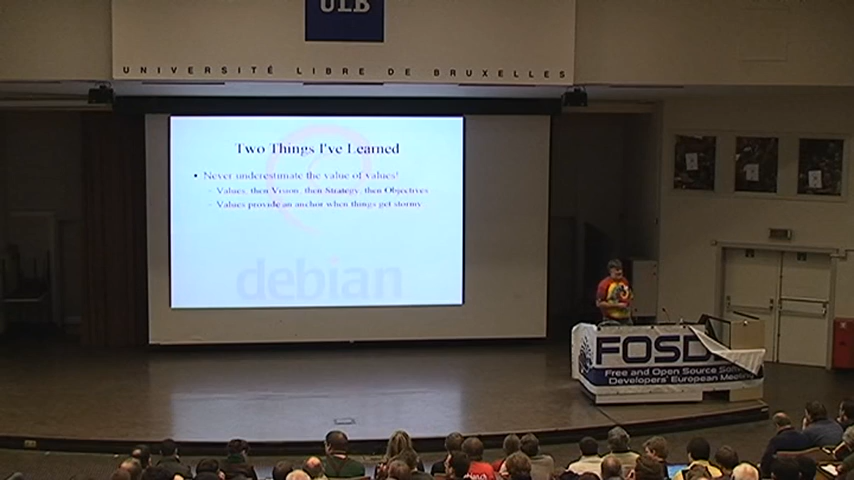 ULB
UNIVERSITÉ LIBRE DE BRUXELLES
Two Things I've Learned
• Never underestimate the value of values!
– Values, then Vision, then Strategy, then Objectives
– Values provide an anchor when things get stormy
debian
FOSD
Free and Open Source Soft
Developers' European Meeting